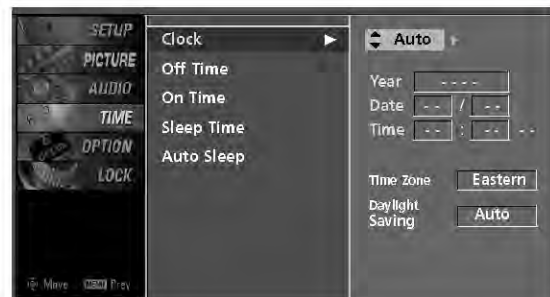 SETUP
PICTURE
AUDIO
TIME
OPTION
LOCK
Move MENU Prev
Clock ▶
Off Time
On Time
Sleep Time
Auto Sleep
Auto
Year - - - -
Date - - / - -
Time - - : - - - -
Time Zone Eastern
Daylight
Saving Auto